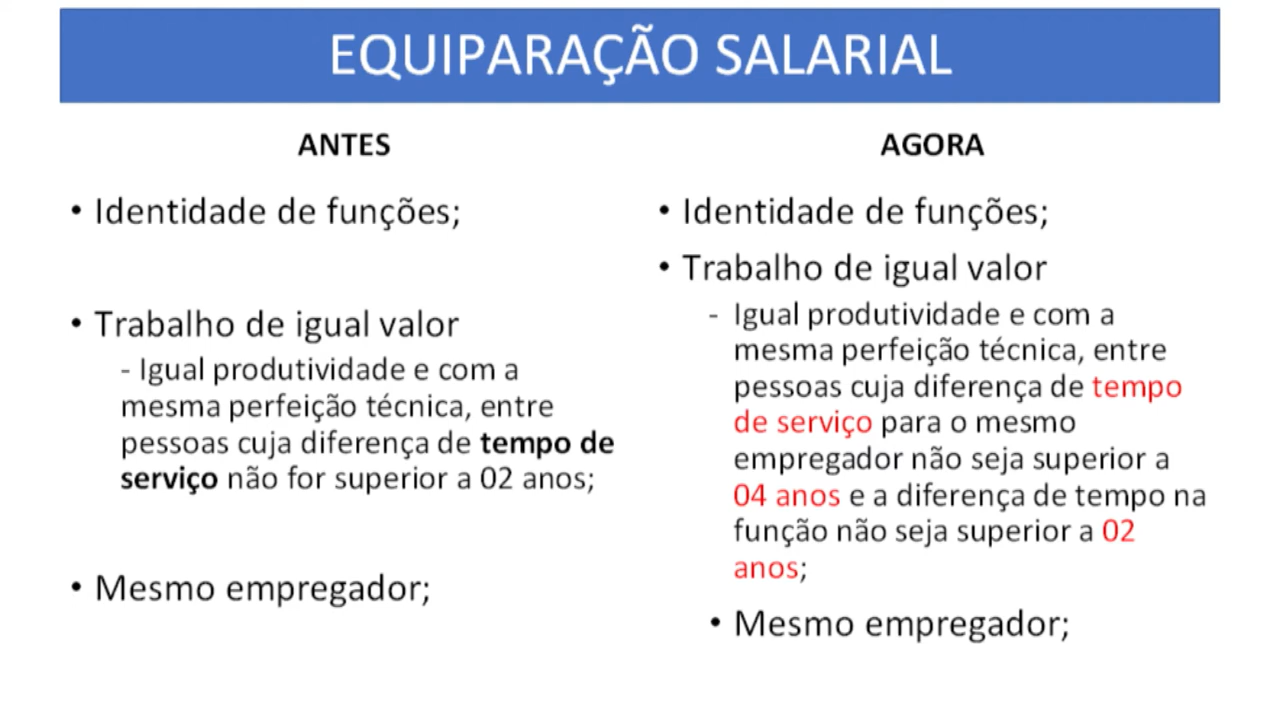 EQUIPARAÇÃO SALARIAL
ANTES
• Identidade de funções;
• Trabalho de igual valor
- Igual produtividade e com a
mesma perfeição técnica, entre
pessoas cuja diferença de tempo de
serviço não for superior a 02 anos;
• Mesmo empregador;
AGORA
• Identidade de funções;
• Trabalho de igual valor
- Igual produtividade e com a
mesma perfeição técnica, entre
pessoas cuja diferença de tempo
de serviço para o mesmo
empregador não seja superior a
04 anos e a diferença de tempo na
função não seja superior a 02
anos;
• Mesmo empregador;